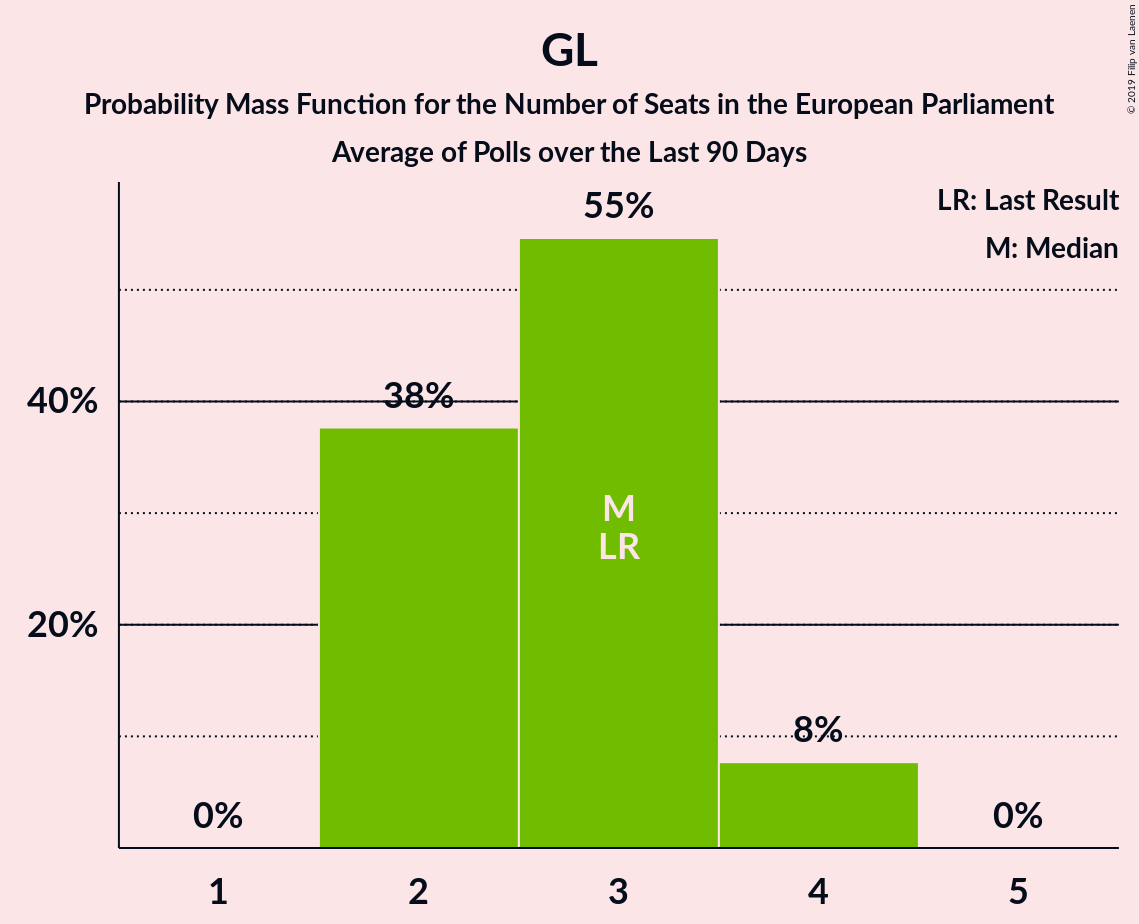 GL
Probability Mass Function for the Number of Seats in the European Parliament
Average of Polls over the Last 90 Days
© 2019 Filip van Laenen
LR: Last Result
M: Median
55%
38%
40%
M
LR
20%
8%
0%
0%
1 2 3 4 5